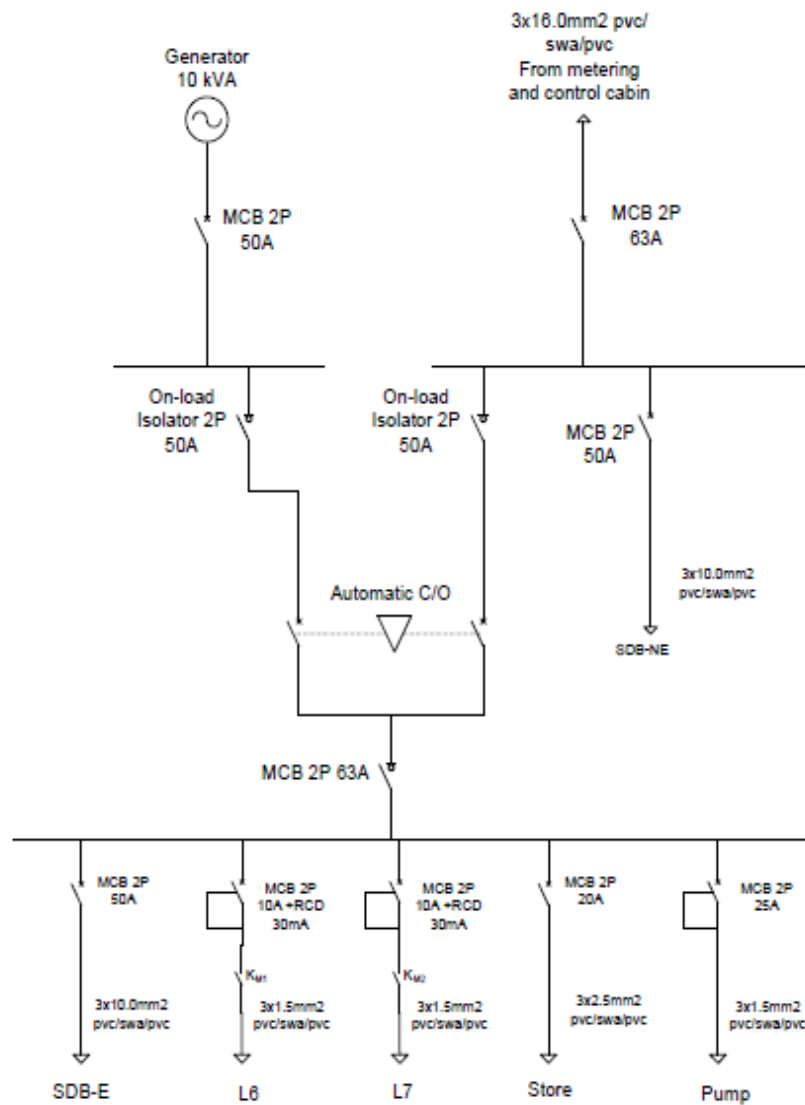 Generator
10 kVA
3x16.0mm2 pvc/
swa/pvc
From metering
and control cabin
MCB 2P
50A
MCB 2P
63A
On-load
Isolator 2P
50A
On-load
Isolator 2P
50A
MCB 2P
50A
3x10.0mm2
pvc/swa/pvc
Automatic C/O
SDB-NE
MCB 2P 63A
MCB 2P
50A
MCB 2P
10A +RCD
30mA
MCB 2P
10A +RCD
30mA
MCB 2P
20A
MCB 2P
25A
KM1
KM2
3x10.0mm2
pvc/swa/pvc
3x1.5mm2
pvc/swa/pvc
3x1.5mm2
pvc/swa/pvc
3x2.5mm2
pvc/swa/pvc
3x1.5mm2
pvc/swa/pvc
SDB-E
L6
L7
Store
Pump